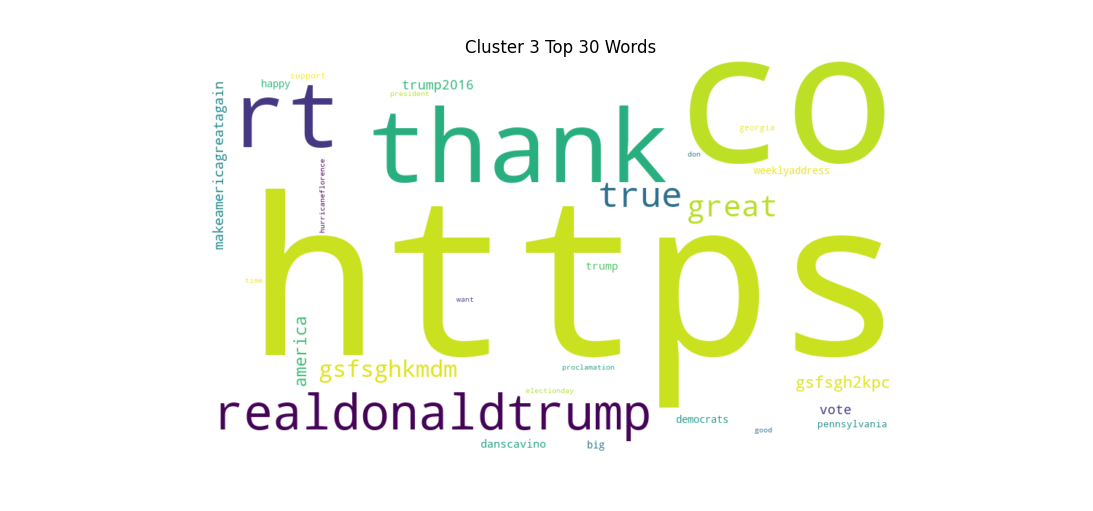 Cluster 3 Top 30 Words
co
rt
thank
https
support
happy
trump2016
president
makeamericagreatagain
georgia
don
weeklyaddress
hurricaneflorence
true
great
trump
time
want
america
gsfsghkmdm
proclamation
gsfsgh2kpc
electionday
realdonaldtrump
vote
democrats
pennsylvania
good
danscavino
big